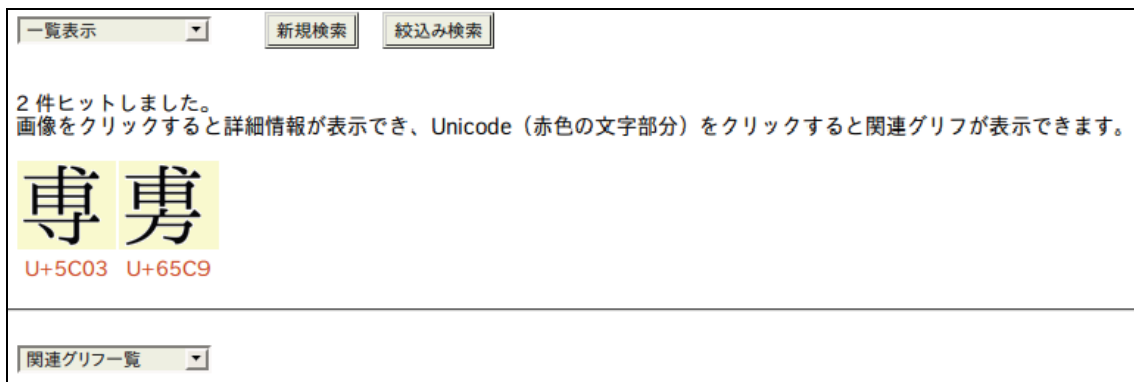 一覧表示 新規検索 絞込み検索
2 件ヒットしました。
画像をクリックすると詳細情報が表示でき、Unicode（赤色の文字部分）をクリックすると関連グリフが表示できます。
尃 旉
U+5C03 U+65C9
関連グリフ一覧